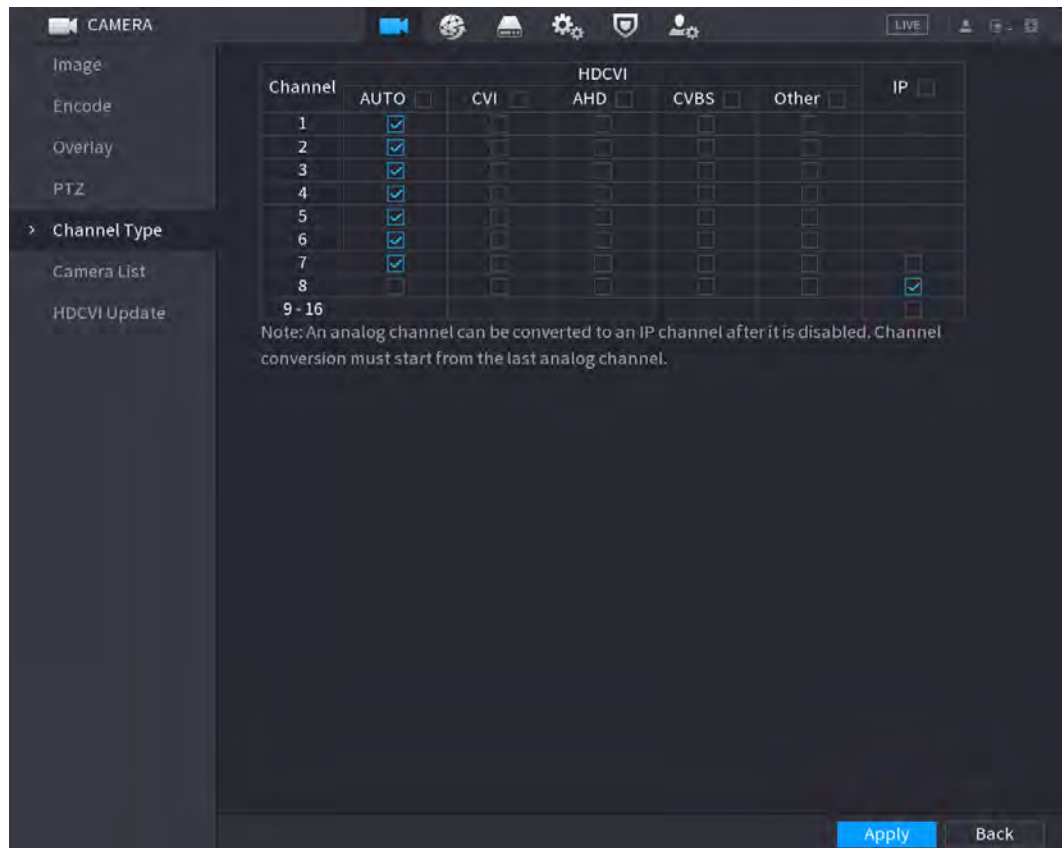 CAMERA
LIVE
Image
Encode
Overlay
PTZ
Channel Type
Camera List
HDCVI Update
Channel HDCVI IP
AUTO CVI AHD CVBS Other
1
2
3
4
5
6
7
8
9 - 16
Note: An analog channel can be converted to an IP channel after it is disabled. Channel
conversion must start from the last analog channel.
Apply Back